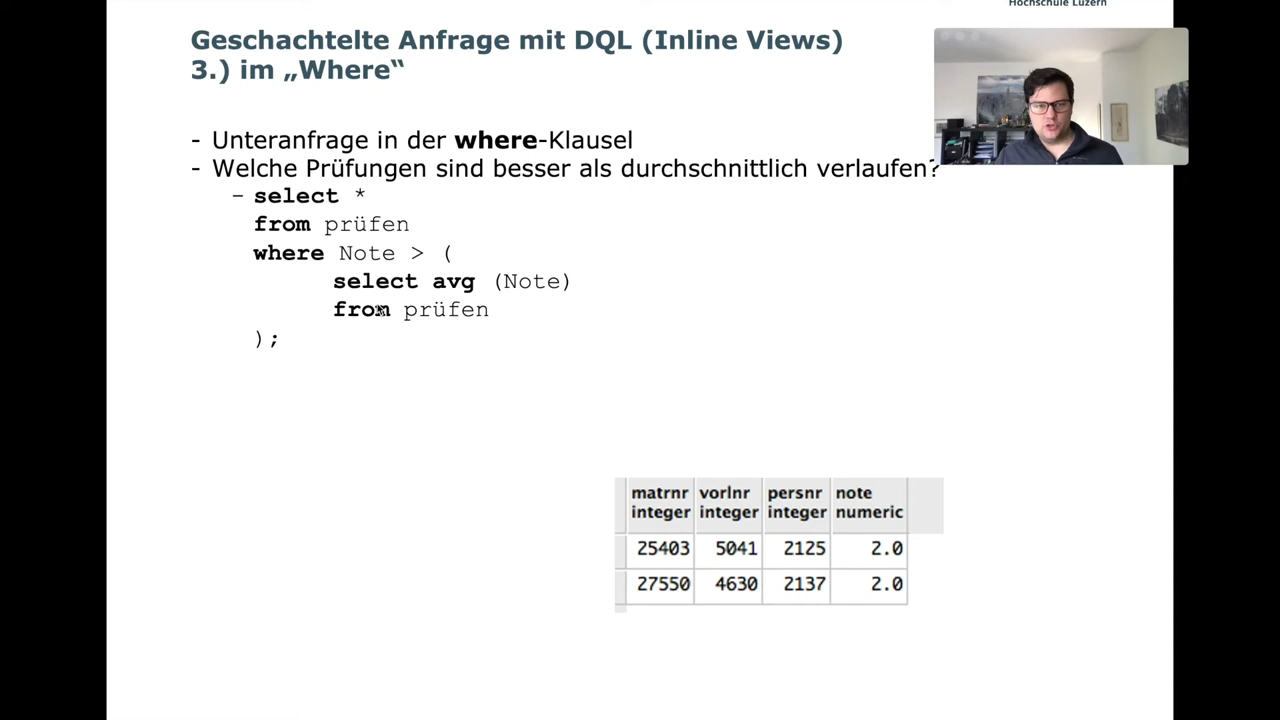 Hochschule Luzern
Geschachtelte Anfrage mit DQL (Inline Views)
3.) im „Where“
- Unteranfrage in der where-Klausel
- Welche Prüfungen sind besser als durchschnittlich verlaufen?
– select *
from prüfen
where Note > (
select avg (Note)
from prüfen
);
matrnr vorlnr persnr note
integer integer integer numeric
25403 5041 2125 2.0
27550 4630 2137 2.0